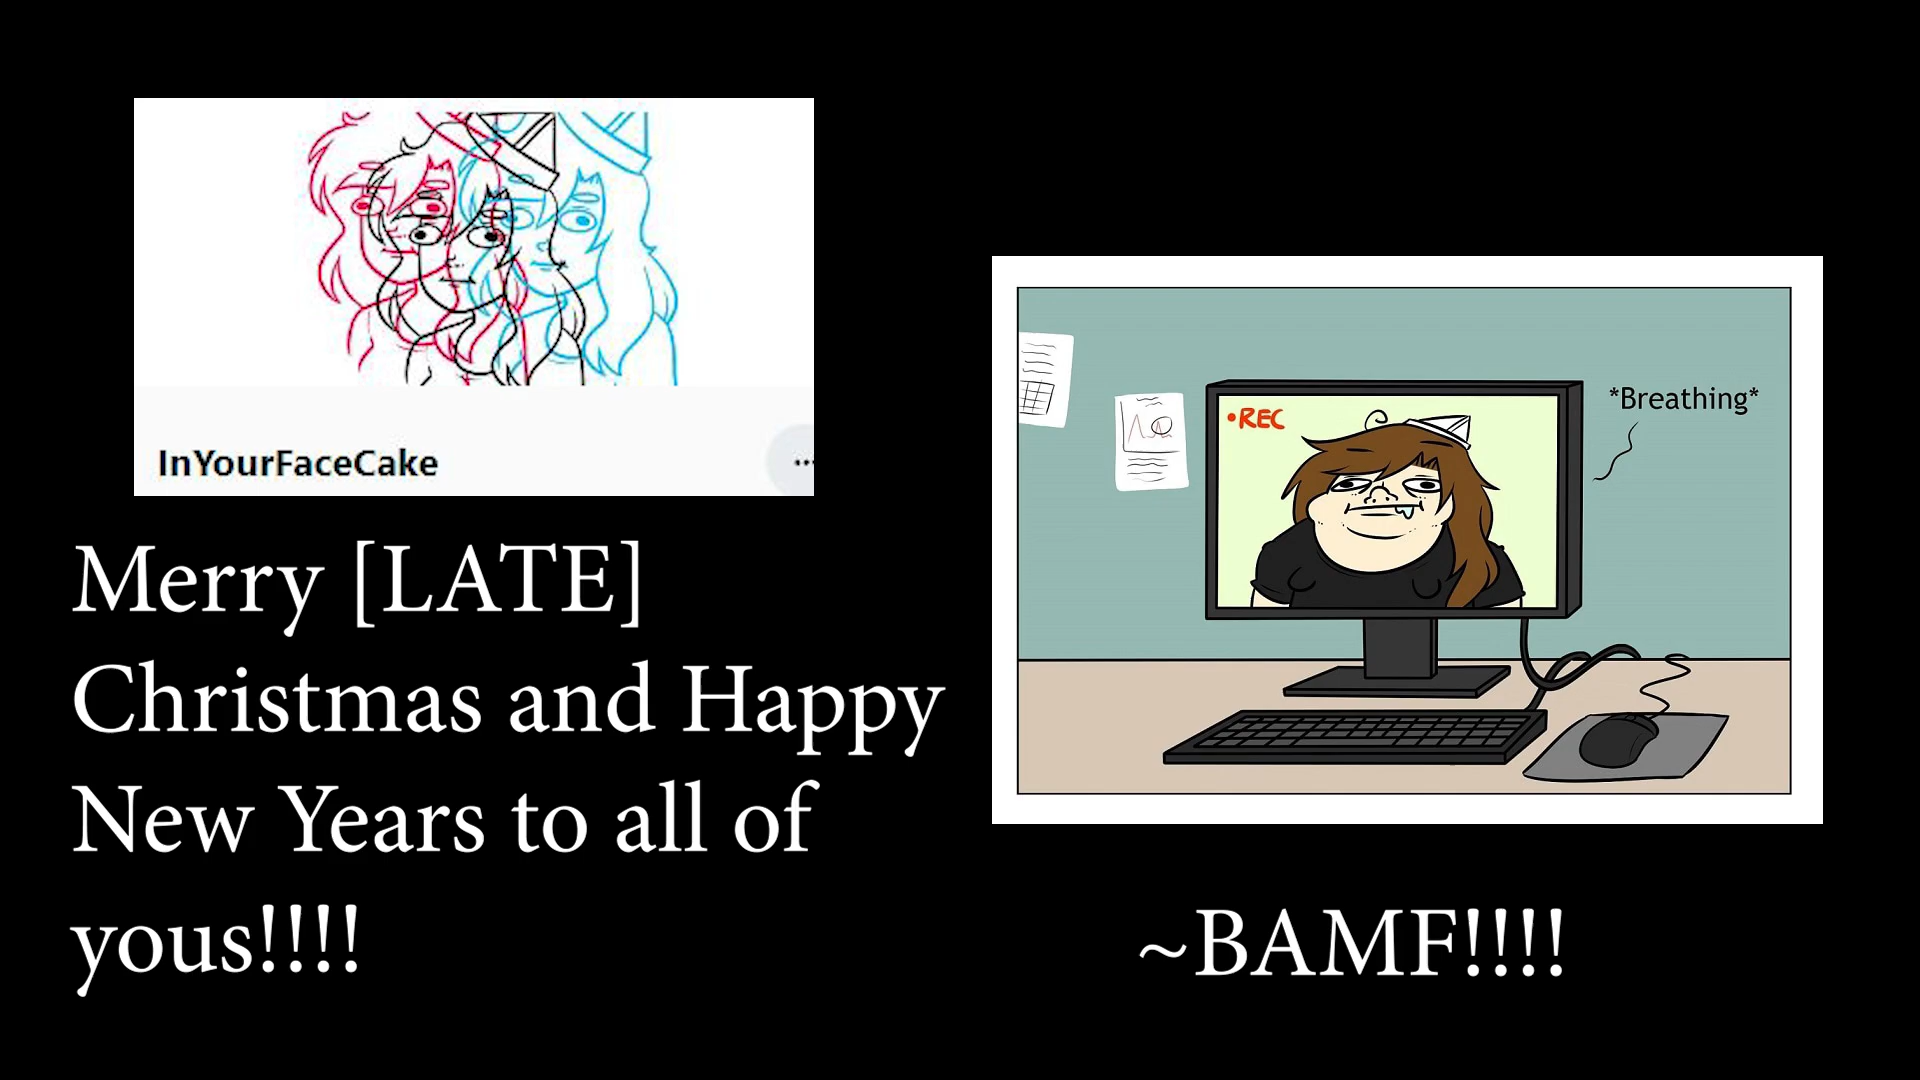 InYourFaceCake
Merry [LATE]
Christmas and Happy
New Years to all of
yous!!!!
•REC
*Breathing*
~BAMF!!!!